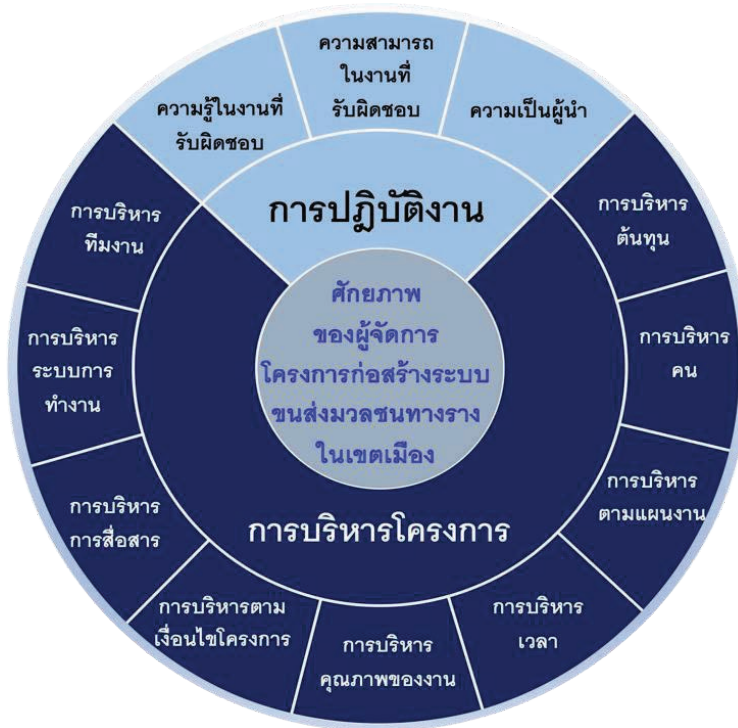 ความสามารถ
ในงานที่
รับผิดชอบ
ความรู้ในงานที่
รับผิดชอบ
ความเป็นผู้นำ
การปฎิบัติงาน
การบริหาร
ทีมงาน
การบริหาร
ต้นทุน
ศักยภาพ
ของผู้จัดการ
โครงการก่อสร้างระบบ
ขนส่งมวลชนทางราง
ในเขตเมือง
การบริหาร
ระบบการ
ทำงาน
การบริหาร
คน
การบริหาร
การสื่อสาร
การบริหาร
ตามแผนงาน
การบริหารโครงการ
การบริหารตาม
เงื่อนไขโครงการ
การบริหาร
คุณภาพของงาน
การบริหาร
เวลา